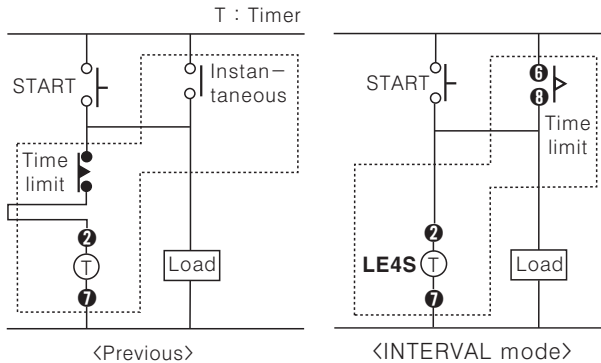 T : Timer
START
Instan-
taneous
Time
limit
2
T
7
Load
<Previous>
START
6
8
Time
limit
2
LE4S T
7
Load
<INTERVAL mode>